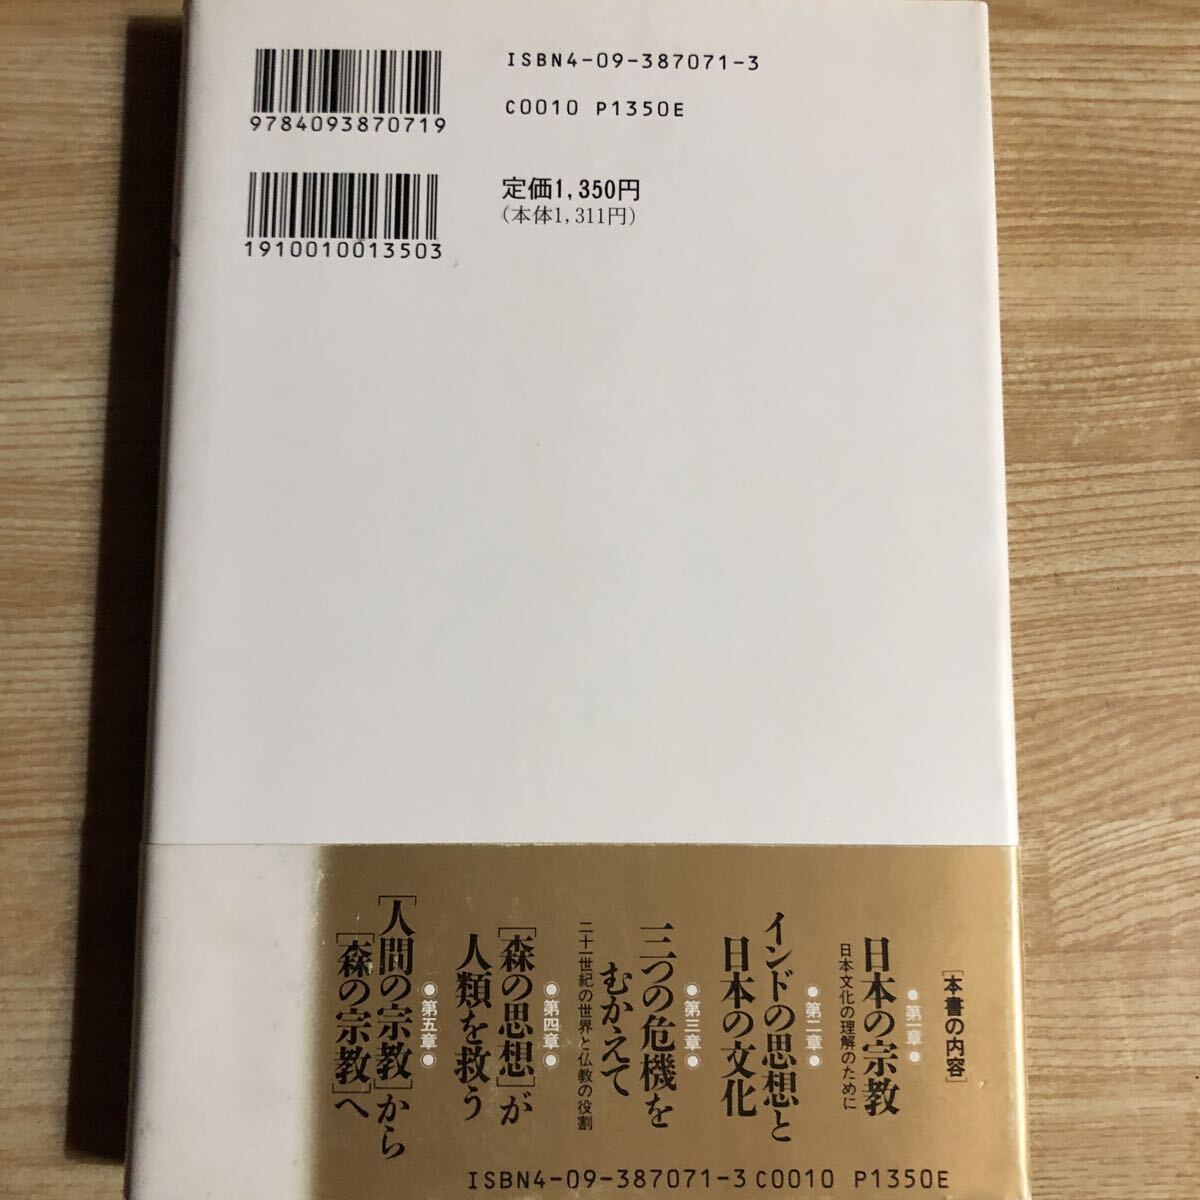 ISBN4-09-387071-3
C0010 P1350E
9784093870719
定価1,350円
(本体1,311円)
1910010013503
[本書の内容]
●第一章●
日本の宗教
日本文化の理解のために
●第二章●
インドの思想と
日本の文化
●第三章●
三つの危機を
むかえて
二十一世紀の世界と仏教の役割
●第四章●
[森の思想]が
人類を救う
●第五章●
[人間の宗教]から
[森の宗教]へ
ISBN4-09-387071-3 C0010 P1350E